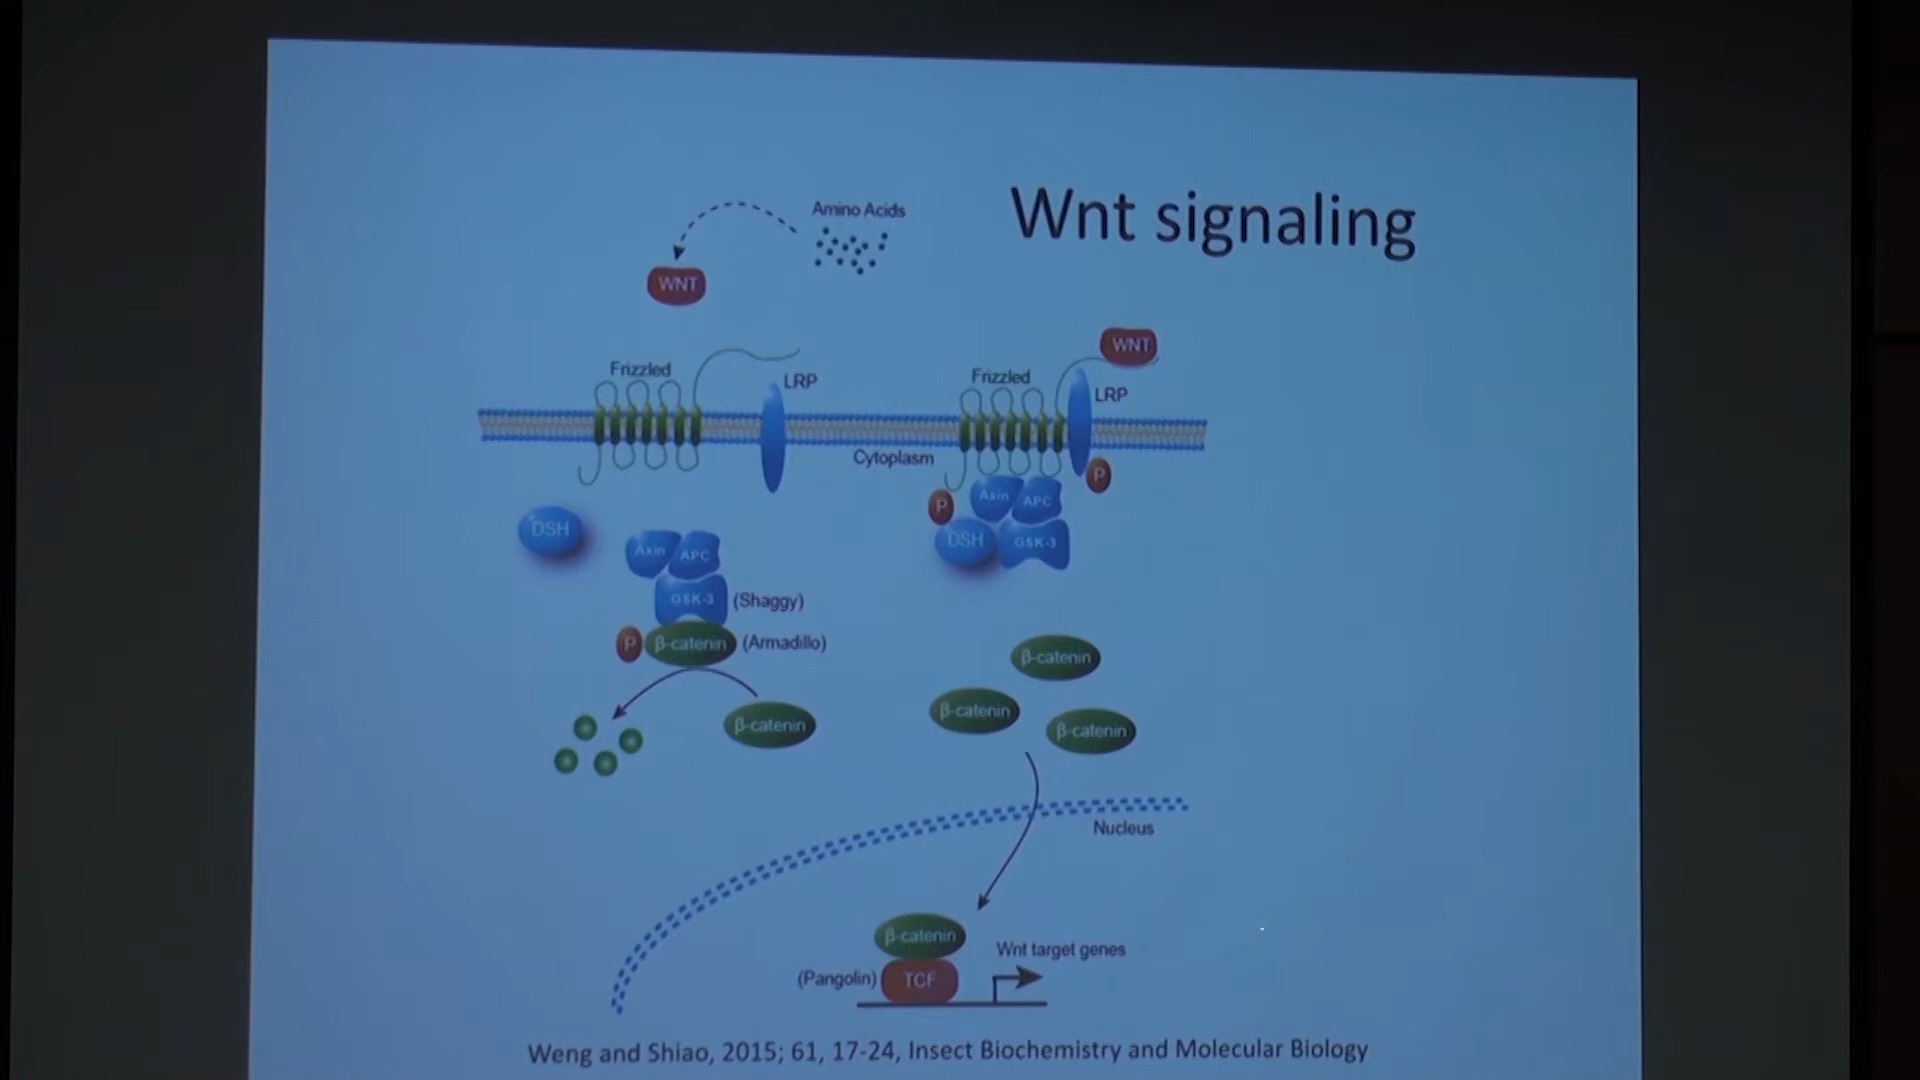 Wnt signaling
Amino Acids
WNT
WNT
Frizzled
LRP
Frizzled
LRP
Cytoplasm
P
P
Axin
APC
DSH
GSK-3
DSH
Axin
APC
GSK-3
(Shaggy)
P
β-catenin
(Armadillo)
β-catenin
β-catenin
β-catenin
β-catenin
Nucleus
β-catenin
Wnt target genes
(Pangolin)
TCF
Weng and Shiao, 2015; 61, 17-24, Insect Biochemistry and Molecular Biology